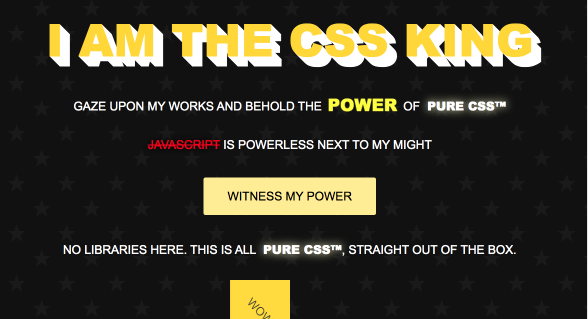 I AM THE CSS KING
GAZE UPON MY WORKS AND BEHOLD THE POWER OF PURE CSS™
JAVASCRIPT IS POWERLESS NEXT TO MY MIGHT
WITNESS MY POWER
NO LIBRARIES HERE. THIS IS ALL PURE CSS™, STRAIGHT OUT OF THE BOX.
WOW